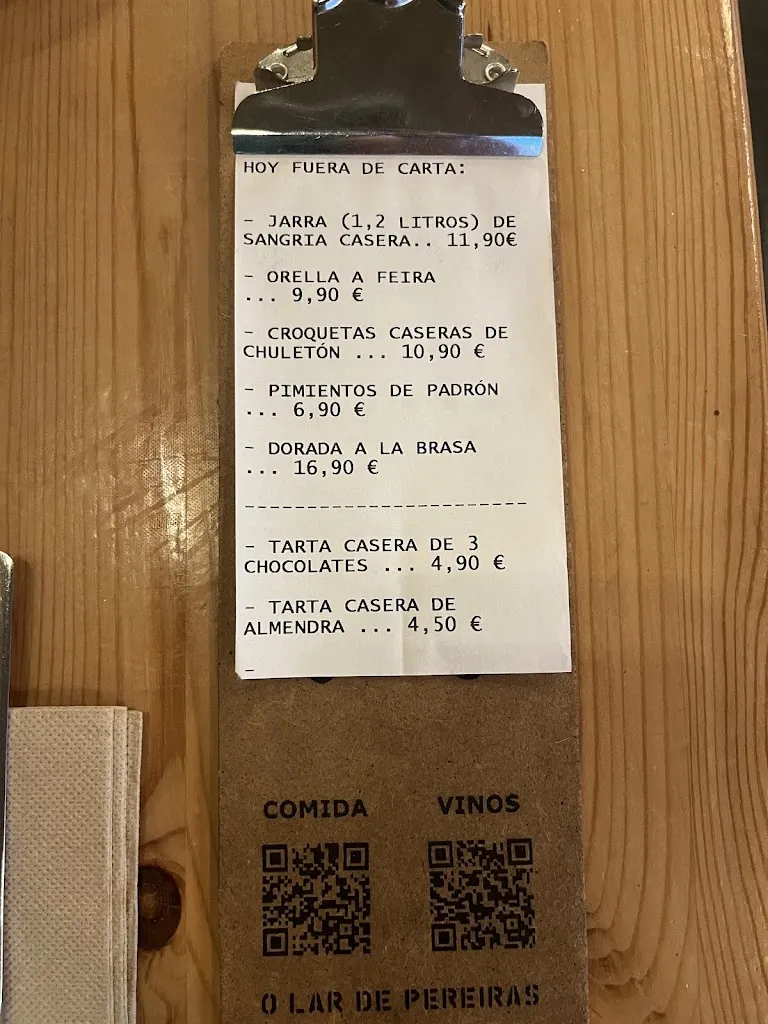 HOY FUERA DE CARTA:
- JARRA (1,2 LITROS) DE
SANGRIA CASERA.. 11,90€
- ORELLA A FEIRA
... 9,90 €
- CROQUETAS CASERAS DE
CHULETÓN ... 10,90 €
- PIMIENTOS DE PADRÓN
... 6,90 €
- DORADA A LA BRASA
... 16,90 €
-----------------------
- TARTA CASERA DE 3
CHOCOLATES ... 4,90 €
- TARTA CASERA DE
ALMENDRA ... 4,50 €
-
COMIDA VINOS
O LAR DE PEREIRAS